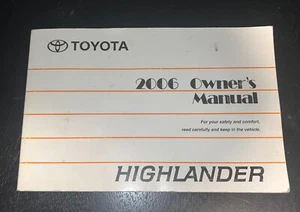 TOYOTA
2006 Owner's
Manual
For your safety and comfort,
read carefully and keep in the vehicle.
HIGHLANDER